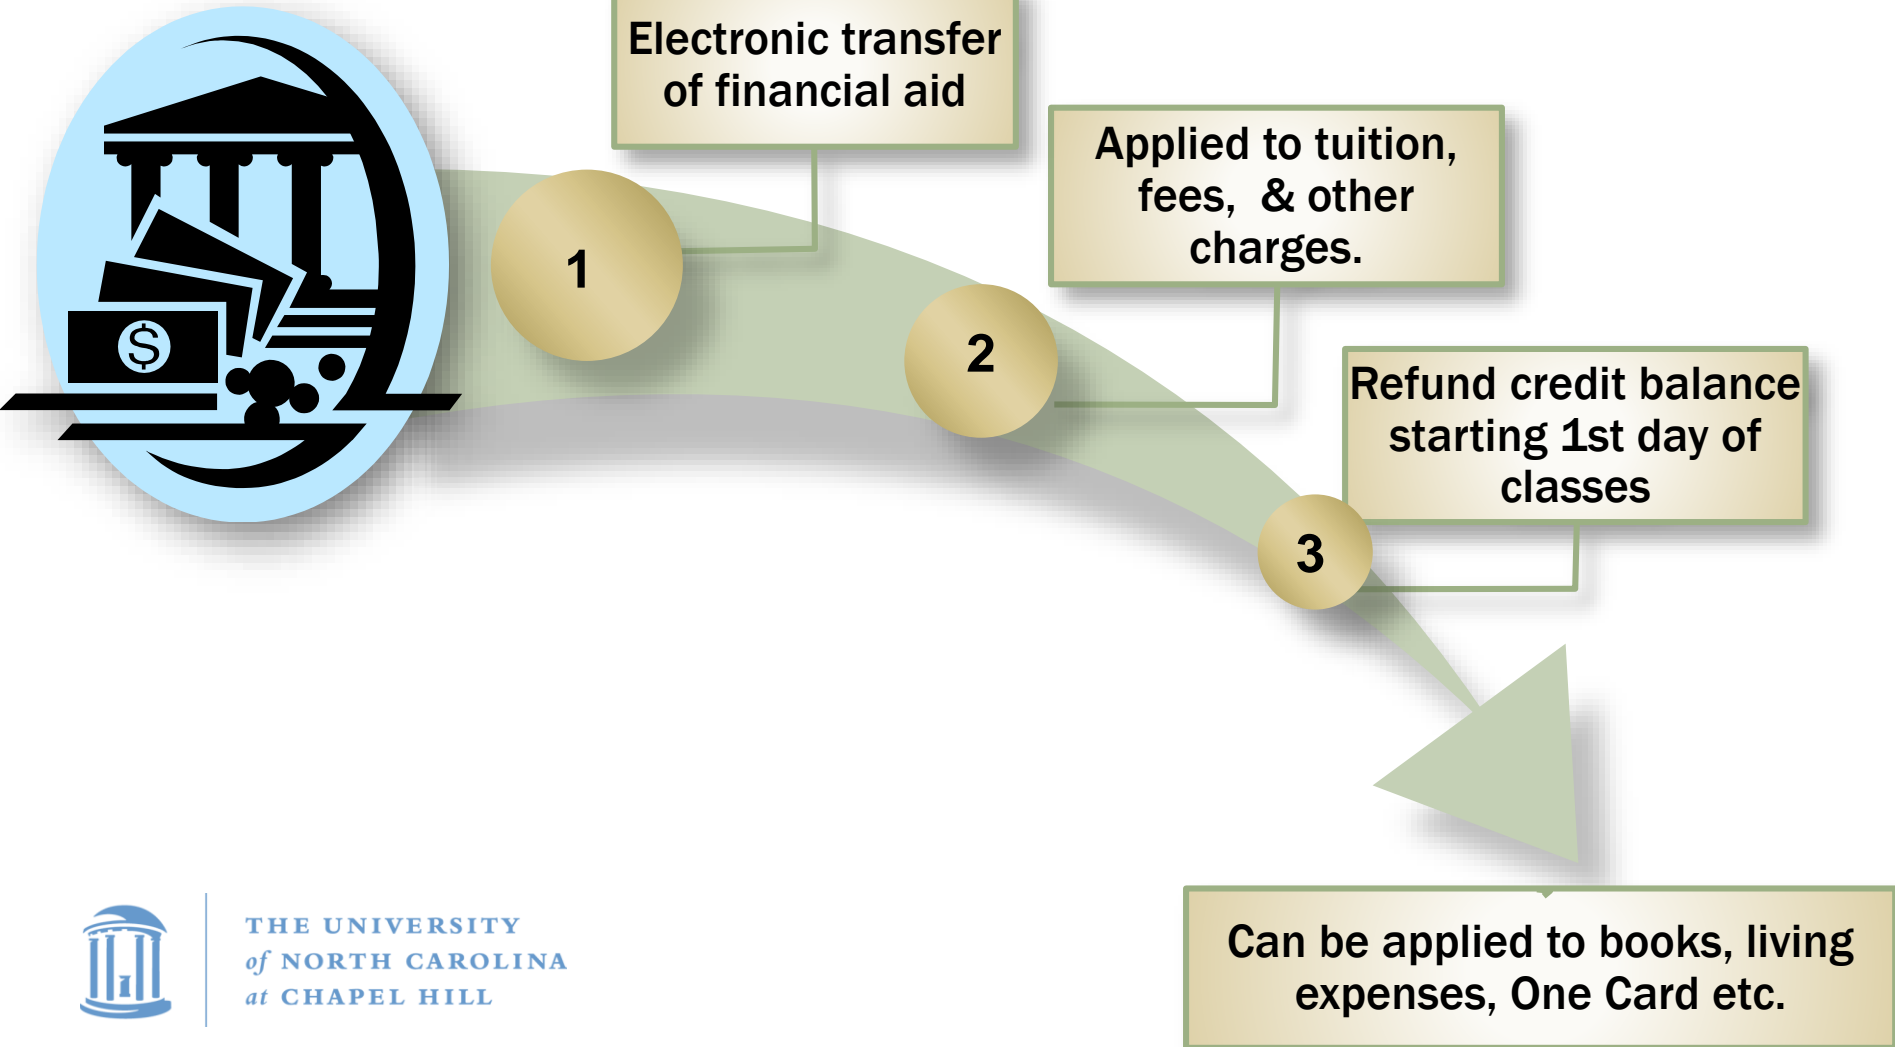 Electronic transfer
of financial aid
1
Applied to tuition,
fees,  & other
charges.
2
Refund credit balance
starting 1st day of
classes
3
$
Can be applied to books, living
expenses, One Card etc.
THE UNIVERSITY
of NORTH CAROLINA
at CHAPEL HILL